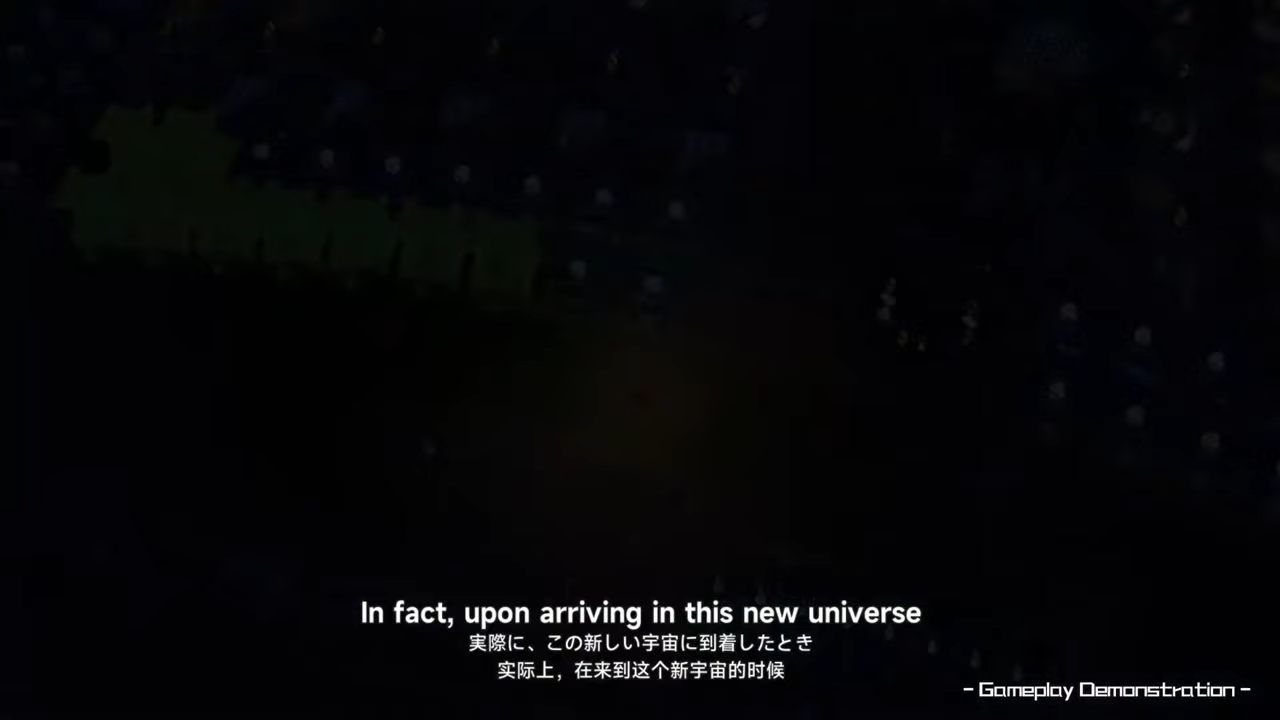 In fact, upon arriving in this new universe
実際に、この新しい宇宙に到着したとき
实际上，在来到这个新宇宙的时候
- Gameplay Demonstration -